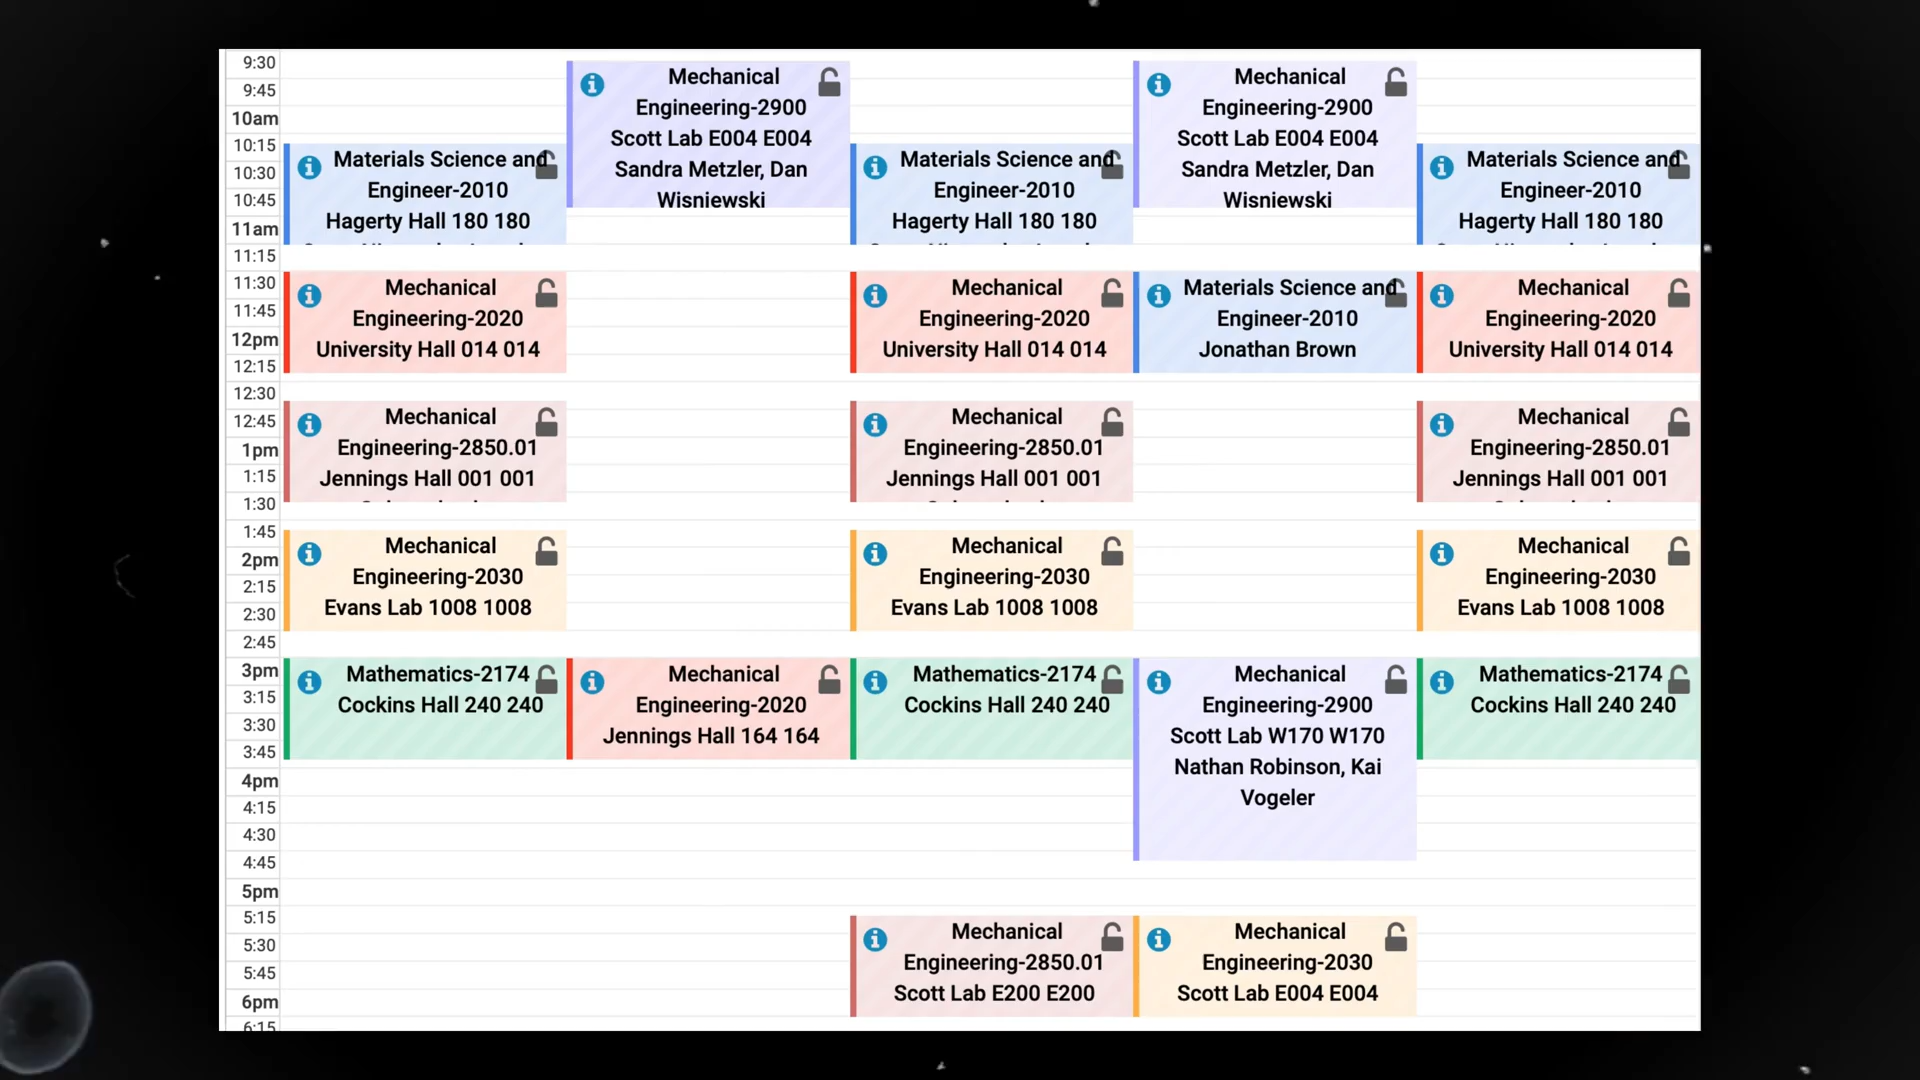 9:30
9:45
10am
10:15
10:30
10:45
11am
11:15
11:30
11:45
12pm
12:15
12:30
12:45
1pm
1:15
1:30
1:45
2pm
2:15
2:30
2:45
3pm
3:15
3:30
3:45
4pm
4:15
4:30
4:45
5pm
5:15
5:30
5:45
6pm
6:15
Materials Science and
Engineer-2010
Hagerty Hall 180 180
Mechanical
Engineering-2020
University Hall 014 014
Mechanical
Engineering-2850.01
Jennings Hall 001 001
Mechanical
Engineering-2030
Evans Lab 1008 1008
Mathematics-2174
Cockins Hall 240 240
Mechanical
Engineering-2900
Scott Lab E004 E004
Sandra Metzler, Dan
Wisniewski
Mechanical
Engineering-2020
Jennings Hall 164 164
Materials Science and
Engineer-2010
Hagerty Hall 180 180
Mechanical
Engineering-2020
University Hall 014 014
Mechanical
Engineering-2850.01
Jennings Hall 001 001
Mechanical
Engineering-2030
Evans Lab 1008 1008
Mathematics-2174
Cockins Hall 240 240
Mechanical
Engineering-2850.01
Scott Lab E200 E200
Mechanical
Engineering-2900
Scott Lab E004 E004
Sandra Metzler, Dan
Wisniewski
Materials Science and
Engineer-2010
Jonathan Brown
Mechanical
Engineering-2900
Scott Lab W170 W170
Nathan Robinson, Kai
Vogeler
Mechanical
Engineering-2030
Scott Lab E004 E004
Materials Science and
Engineer-2010
Hagerty Hall 180 180
Mechanical
Engineering-2020
University Hall 014 014
Mechanical
Engineering-2850.01
Jennings Hall 001 001
Mechanical
Engineering-2030
Evans Lab 1008 1008
Mathematics-2174
Cockins Hall 240 240